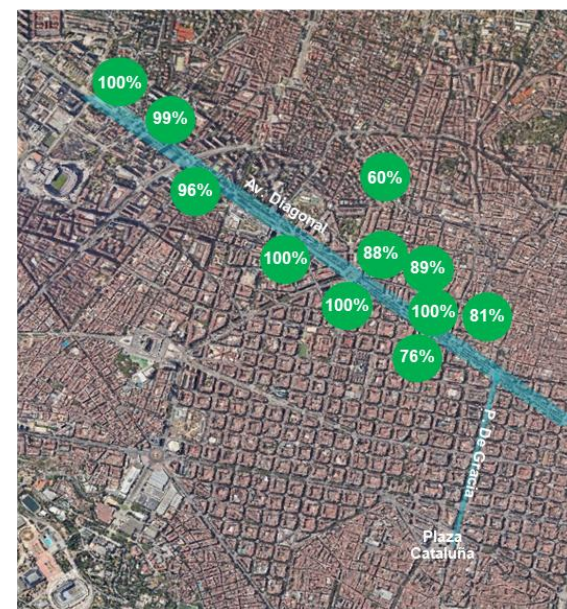 100%
99%
96%
60%
Av. Diagonal
88%
100%
89%
100%
100%
81%
76%
P. De Gracia
Plaza
Cataluña